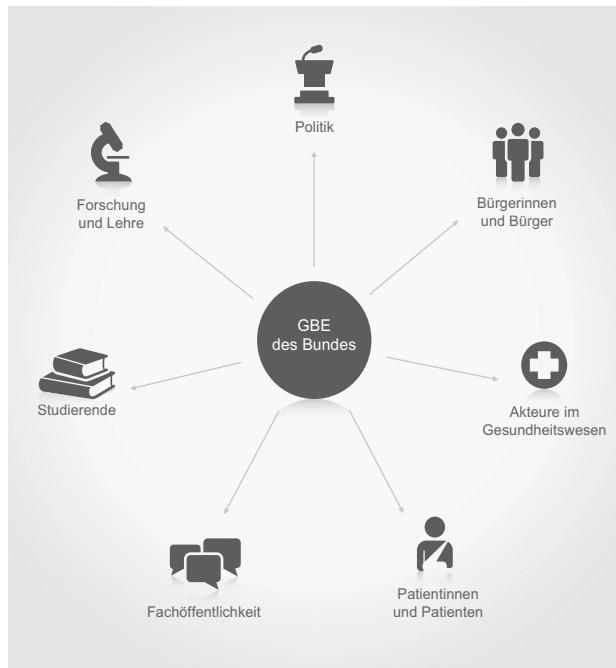 Politik
Forschung
und Lehre
Bürgerinnen
und Bürger
GBE
des Bundes
Studierende
Akteure im
Gesundheitswesen
Fachöffentlichkeit
Patientinnen
und Patienten